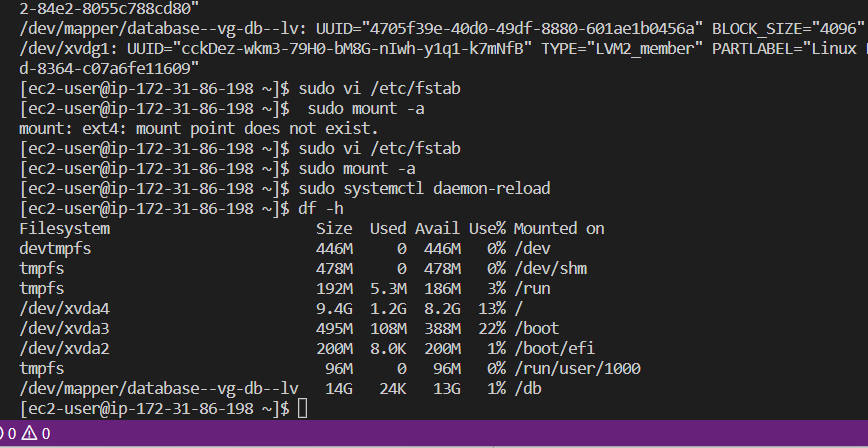 2-84e2-8055c788cd80"
/dev/mapper/database--vg-db--lv: UUID="4705f39e-40d0-49df-8880-601ae1b0456a" BLOCK_SIZE="4096"
/dev/xvdg1: UUID="cckDez-wkm3-79H0-bM8G-nIwh-y1q1-k7mNfB" TYPE="LVM2_member" PARTLABEL="Linux
d-8364-c07a6fe11609"
[ec2-user@ip-172-31-86-198 ~]$ sudo vi /etc/fstab
[ec2-user@ip-172-31-86-198 ~]$  sudo mount -a
mount: ext4: mount point does not exist.
[ec2-user@ip-172-31-86-198 ~]$ sudo vi /etc/fstab
[ec2-user@ip-172-31-86-198 ~]$ sudo mount -a
[ec2-user@ip-172-31-86-198 ~]$ sudo systemctl daemon-reload
[ec2-user@ip-172-31-86-198 ~]$ df -h
Filesystem                       Size  Used Avail Use% Mounted on
devtmpfs                         446M     0  446M   0% /dev
tmpfs                            478M     0  478M   0% /dev/shm
tmpfs                            192M  5.3M  186M   3% /run
/dev/xvda4                       9.4G  1.2G  8.2G  13% /
/dev/xvda3                       495M  108M  388M  22% /boot
/dev/xvda2                       200M  8.0K  200M   1% /boot/efi
tmpfs                             96M     0   96M   0% /run/user/1000
/dev/mapper/database--vg-db--lv   14G   24K   13G   1% /db
[ec2-user@ip-172-31-86-198 ~]$
0 0